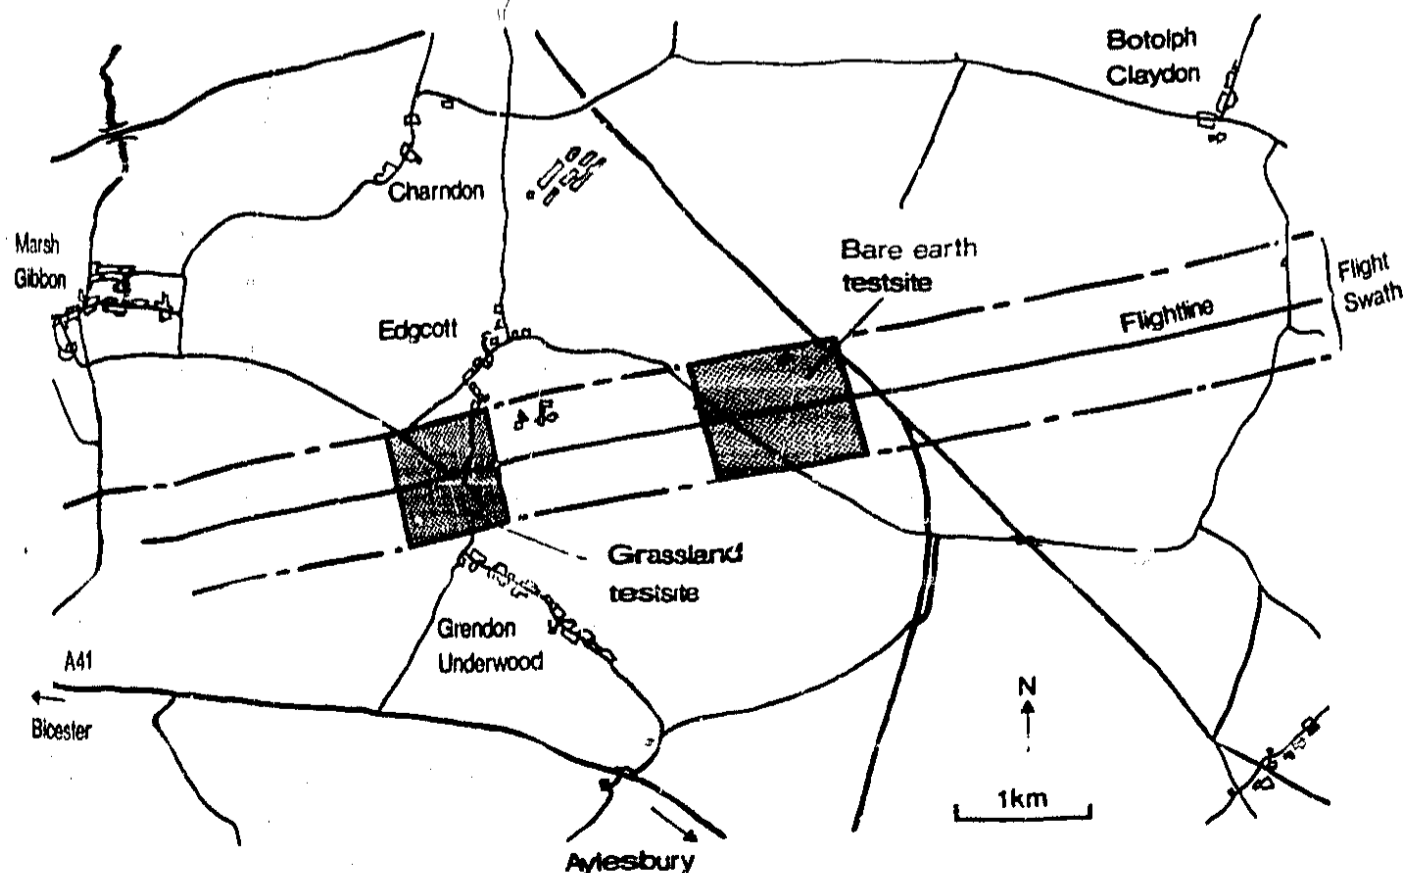 Botolph
Claydon
Charndon
Marsh
Gibbon
Bare earth
testsite
Flight
Swath
Flightline
Edgcott
Grassland
testsite
Grendon
Underwood
A41
Bicester
N
1km
Aylesbury